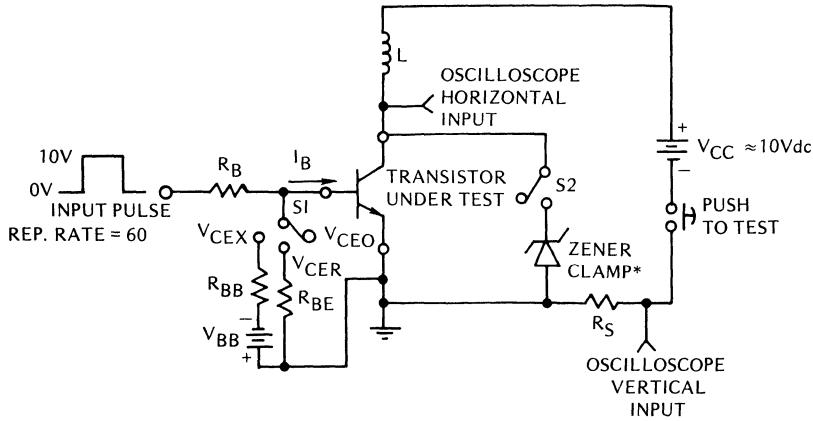 L
OSCILLOSCOPE
HORIZONTAL
INPUT
10V
0V
INPUT PULSE
REP. RATE = 60
R_B
I_B
TRANSISTOR
UNDER TEST
S1
S2
V_CEX
V_CEO
V_CER
R_BB
R_BE
V_BB
−
+
ZENER
CLAMP*
R_S
+
V_CC ≈10Vdc
−
PUSH
TO TEST
OSCILLOSCOPE
VERTICAL
INPUT